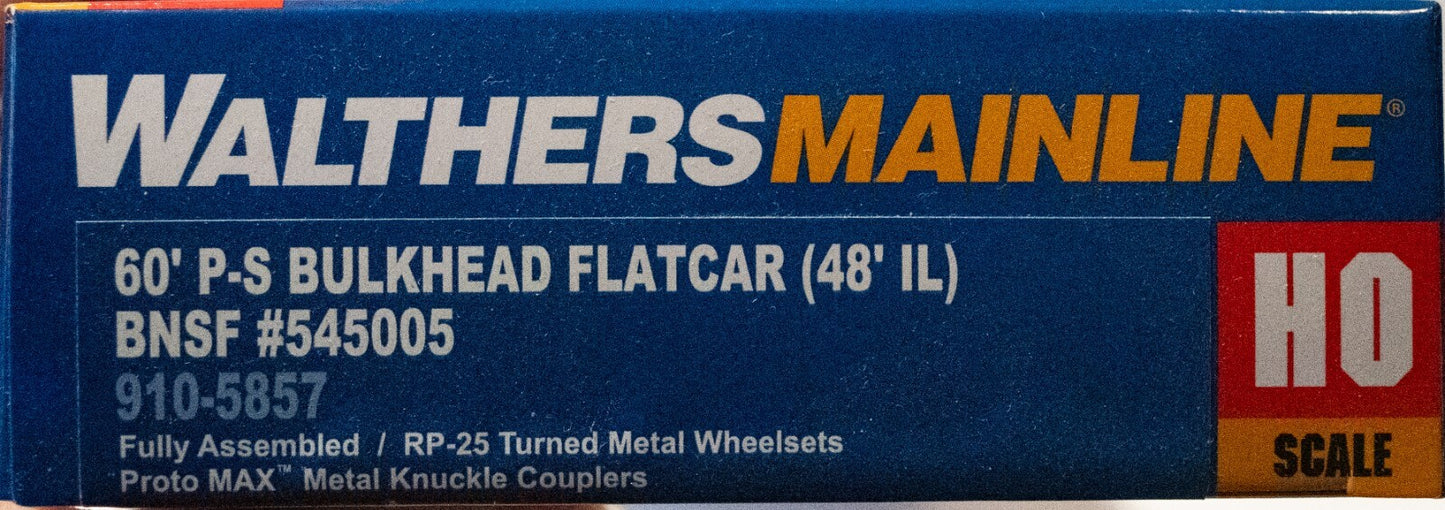 WALTHERSMAINLINE®
60' P-S BULKHEAD FLATCAR (48' IL)
BNSF #545005
910-5857
Fully Assembled / RP-25 Turned Metal Wheelsets
Proto MAX™ Metal Knuckle Couplers
HO
SCALE